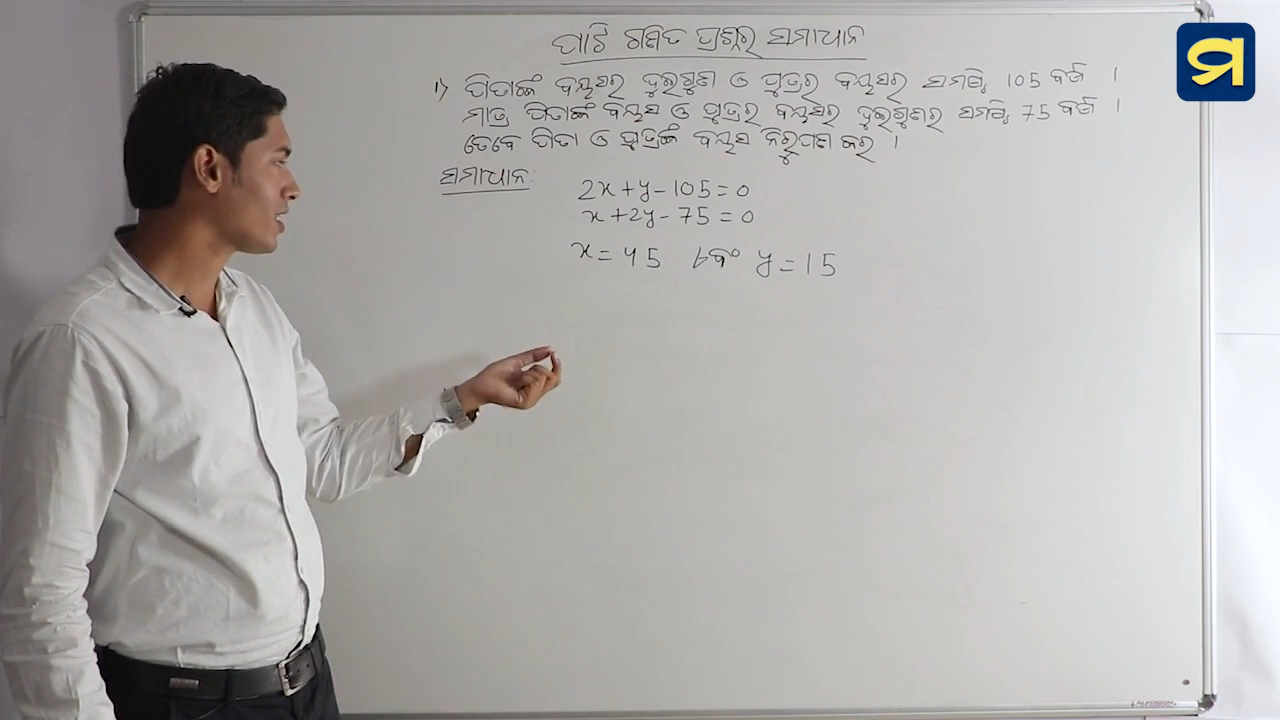 ପାଟି ଗଣିତ ପ୍ରଶ୍ନର ସମାଧାନ
ମ
1) ପିତାଙ୍କ ବୟସର ଦୁଇଗୁଣ ଓ ପୁତ୍ରର ବୟସର ସମଷ୍ଟି 105 ବର୍ଷ ।
ମାତ୍ର ପିତାଙ୍କ ବୟସ ଓ ପୁତ୍ରର ବୟସର ଦୁଇଗୁଣର ସମଷ୍ଟି 75 ବର୍ଷ ।
ତେବେ ପିତା ଓ ପୁତ୍ରଙ୍କ ବୟସ ନିରୂପଣ କର ।
ସମାଧାନ:
2x+y-105=0
x+2y-75=0
x=45 ଏବଂ y=15